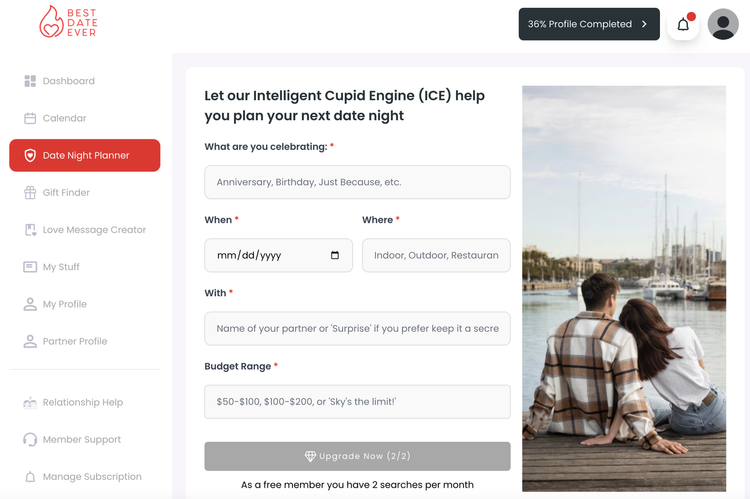 BEST
DATE
EVER
36% Profile Completed
Dashboard
Calendar
Date Night Planner
Gift Finder
Love Message Creator
My Stuff
My Profile
Partner Profile
Relationship Help
Member Support
Manage Subscription
Let our Intelligent Cupid Engine (ICE) help
you plan your next date night
What are you celebrating: *
Anniversary, Birthday, Just Because, etc.
When * Where *
mm/dd/yyyy Indoor, Outdoor, Restauran
With *
Name of your partner or 'Surprise' if you prefer keep it a secre
Budget Range *
$50-$100, $100-$200, or 'Sky's the limit!'
Upgrade Now (2/2)
As a free member you have 2 searches per month